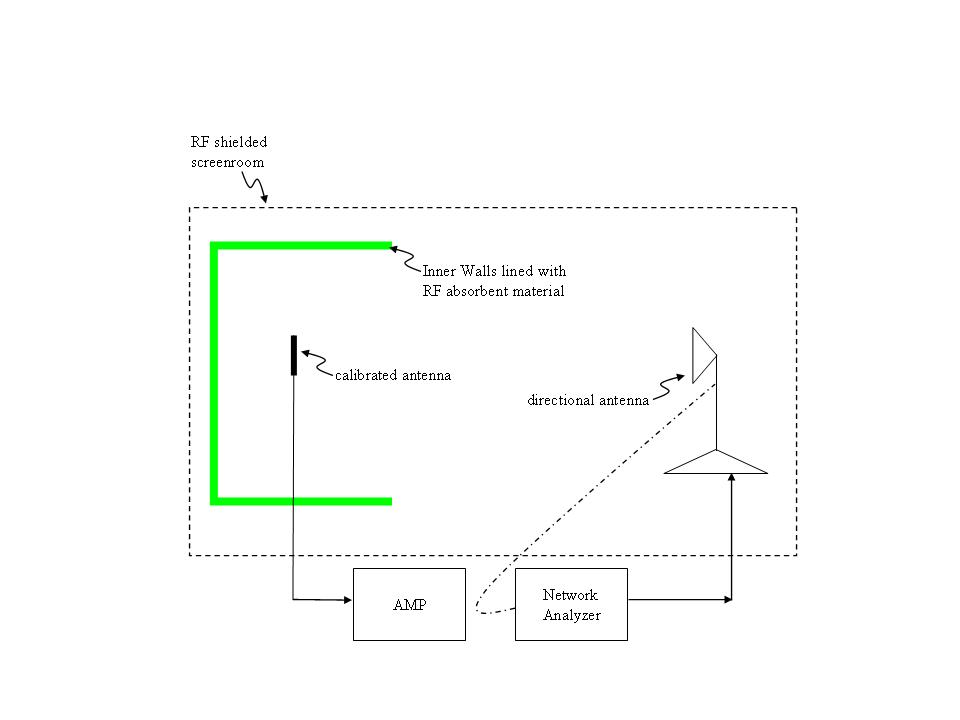 RF shielded
screenroom
Inner Walls lined with
RF absorbent material
calibrated antenna
directional antenna
AMP
Network
Analyzer